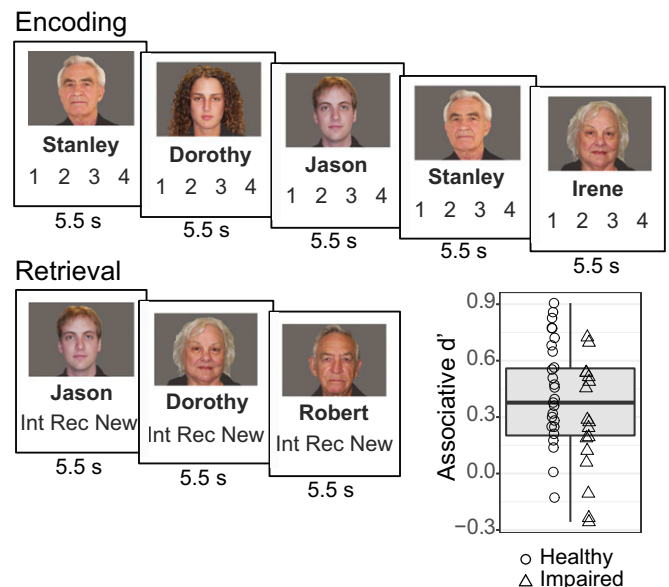 Encoding
Stanley
1 2 3 4
5.5 s
Dorothy
1 2 3 4
5.5 s
Jason
1 2 3 4
5.5 s
Stanley
1 2 3 4
5.5 s
Irene
1 2 3 4
5.5 s
Retrieval
Jason
Int Rec New
5.5 s
Dorothy
Int Rec New
5.5 s
Robert
Int Rec New
5.5 s
Associative d'
0.9
0.6
0.3
0.0
−0.3
Healthy
Impaired